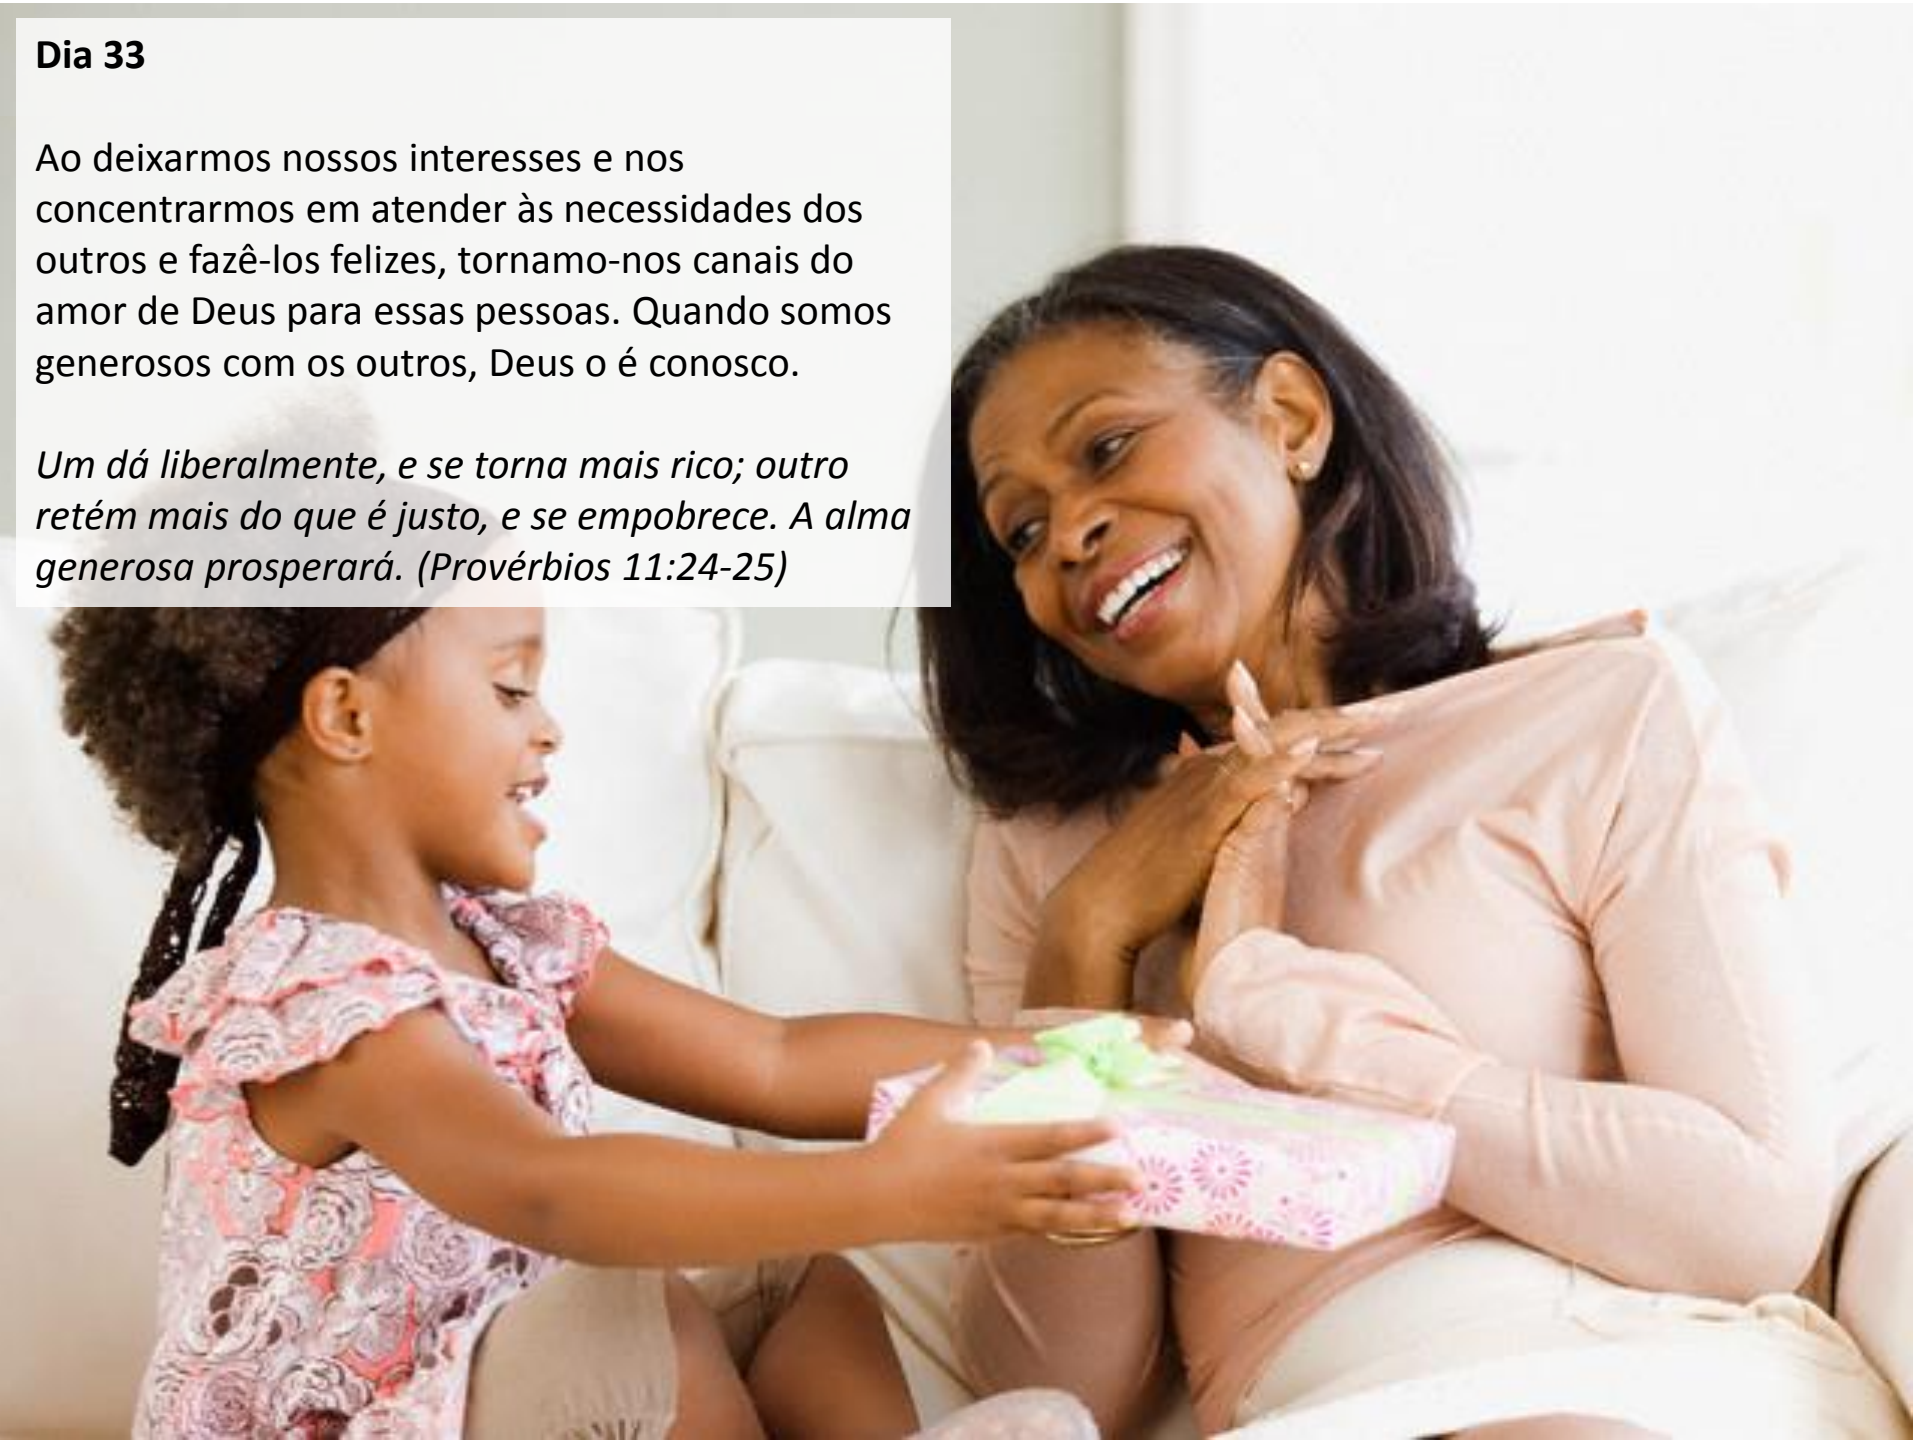 Dia 33
Ao deixarmos nossos interesses e nos
concentrarmos em atender às necessidades dos
outros e fazê-los felizes, tornamo-nos canais do
amor de Deus para essas pessoas. Quando somos
generosos com os outros, Deus o é conosco.
Um dá liberalmente, e se torna mais rico; outro
retém mais do que é justo, e se empobrece. A alma
generosa prosperará. (Provérbios 11:24-25)